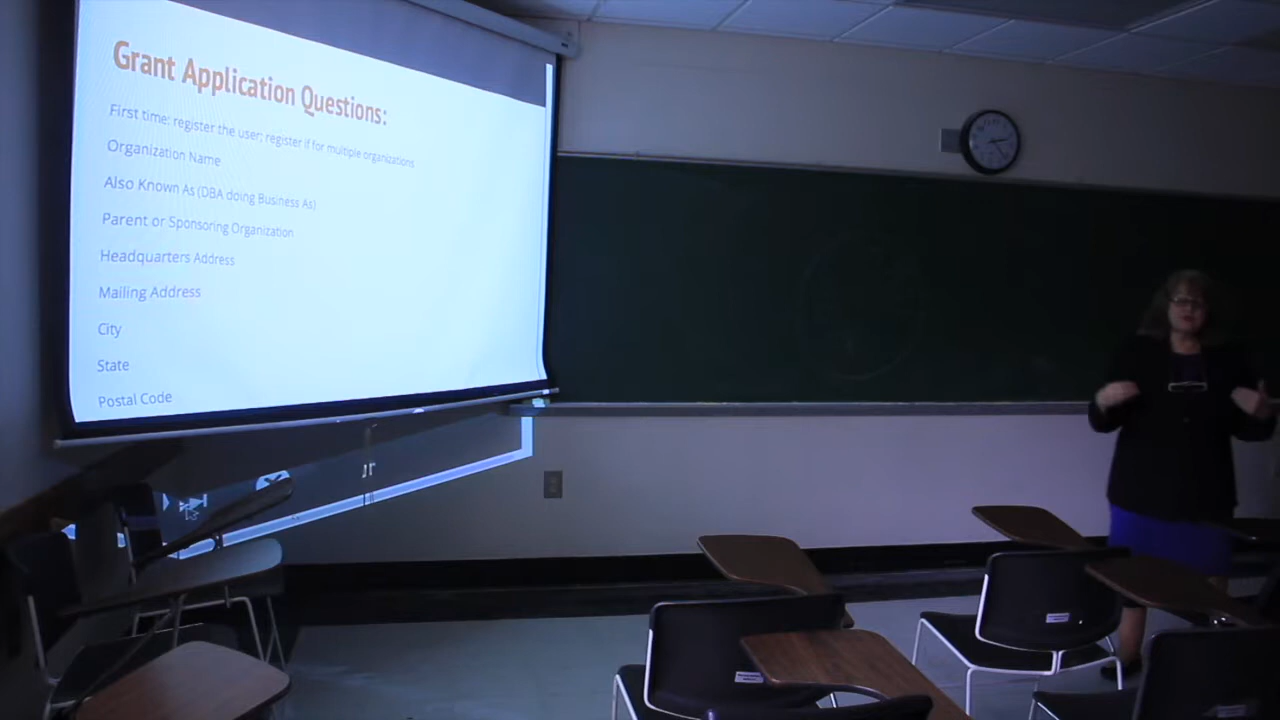 Grant Application Questions:
First time; register the user; register if for multiple organizations
Organization Name
Also Known As (DBA doing Business As)
Parent or Sponsoring Organization
Headquarters Address
Mailing Address
City
State
Postal Code